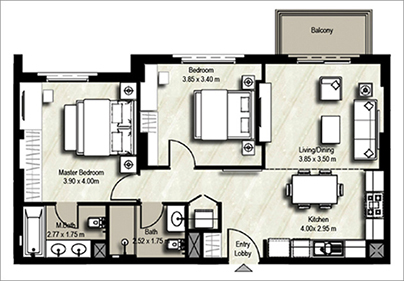 Balcony
Bedroom
3.85 x 3.40 m
Master Bedroom
3.90 x 4.00m
Living/Dining
3.85 x 3.50 m
M.Bath
2.77 x 1.75 m
Bath
2.52 x 1.75
Kitchen
4.00x 2.95 m
Entry
Lobby